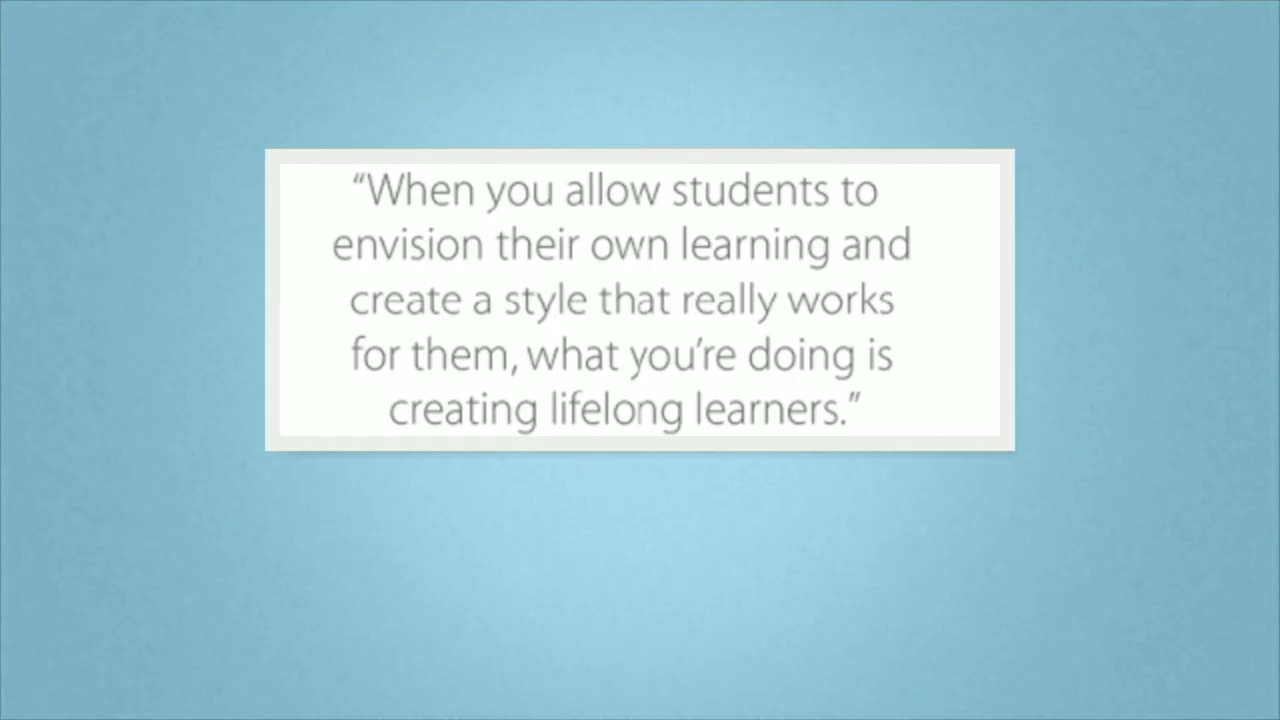 “When you allow students to
envision their own learning and
create a style that really works
for them, what you’re doing is
creating lifelong learners.”